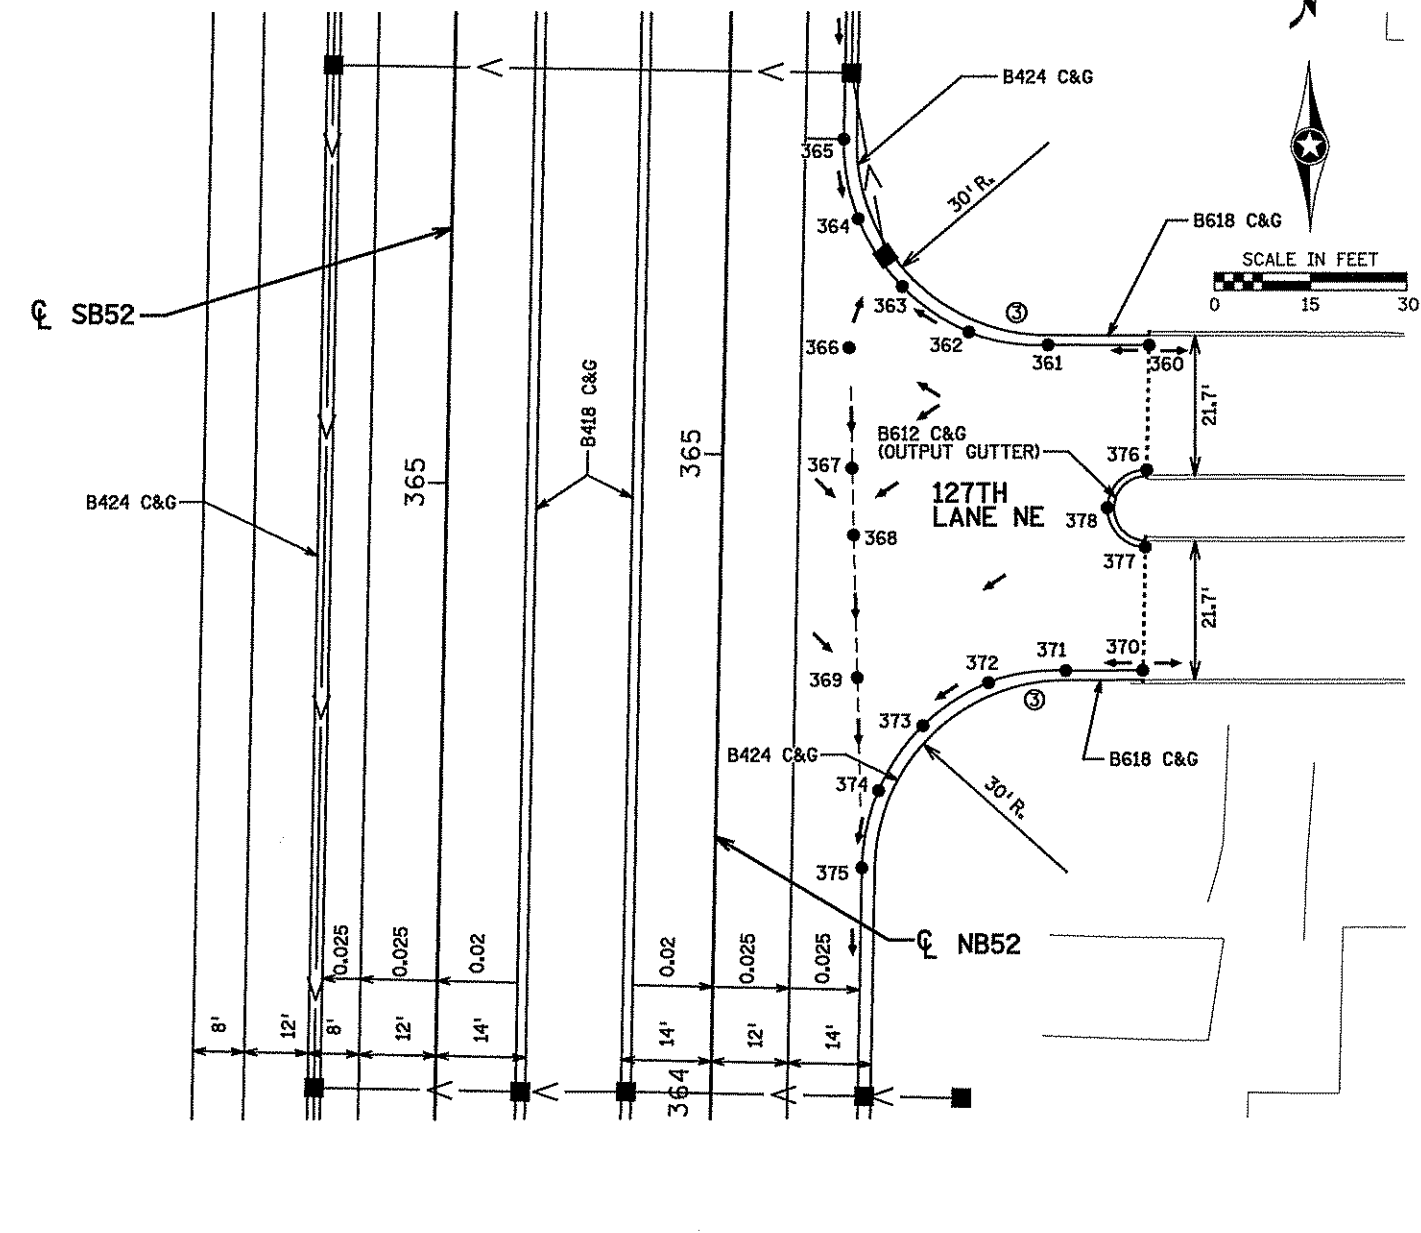 B424 C&G
365
30' R.
364
B618 C&G
SCALE IN FEET
0 15 30
℄ SB52
363
③
362
366
361
360
21.7'
B418 C&G
365
B612 C&G
(OUTPUT GUTTER)
376
367
365
127TH
LANE NE
B424 C&G
378
368
377
21.7'
371
370
372
369
③
373
B424 C&G
B618 C&G
374
30' R.
375
℄ NB52
0.025
0.025
0.02
0.02
0.025
0.025
8'
12'
8'
12'
14'
14'
12'
14'
364